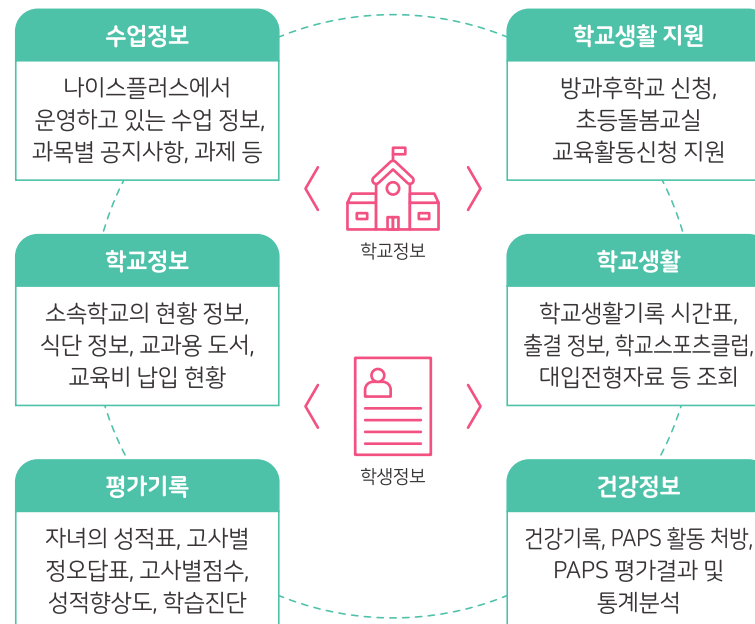 수업정보
나이스플러스에서
운영하고 있는 수업 정보,
과목별 공지사항, 과제 등
학교생활 지원
방과후학교 신청,
초등돌봄교실
교육활동신청 지원
학교정보
학교정보
소속학교의 현황 정보,
식단 정보, 교과용 도서,
교육비 납입 현황
학교생활
학교생활기록 시간표,
출결 정보, 학교스포츠클럽,
대입전형자료 등 조회
학생정보
평가기록
자녀의 성적표, 고사별
정오답표, 고사별점수,
성적향상도, 학습진단
건강정보
건강기록, PAPS 활동 처방,
PAPS 평가결과 및
통계분석